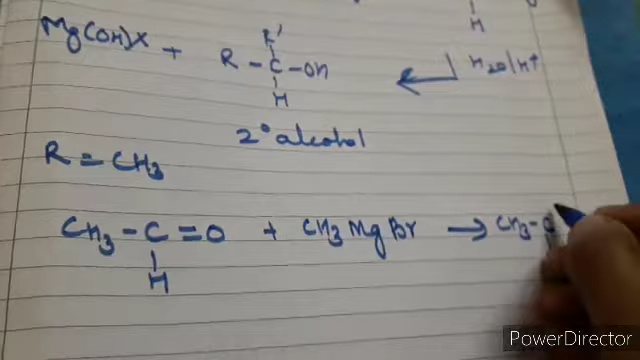 H
Mg(OH)X + R - C - OH
R'
H
H2O/H+
2° alcohol
R = CH3
CH3 - C = O + CH3MgBr → CH3 - C
H
PowerDirector